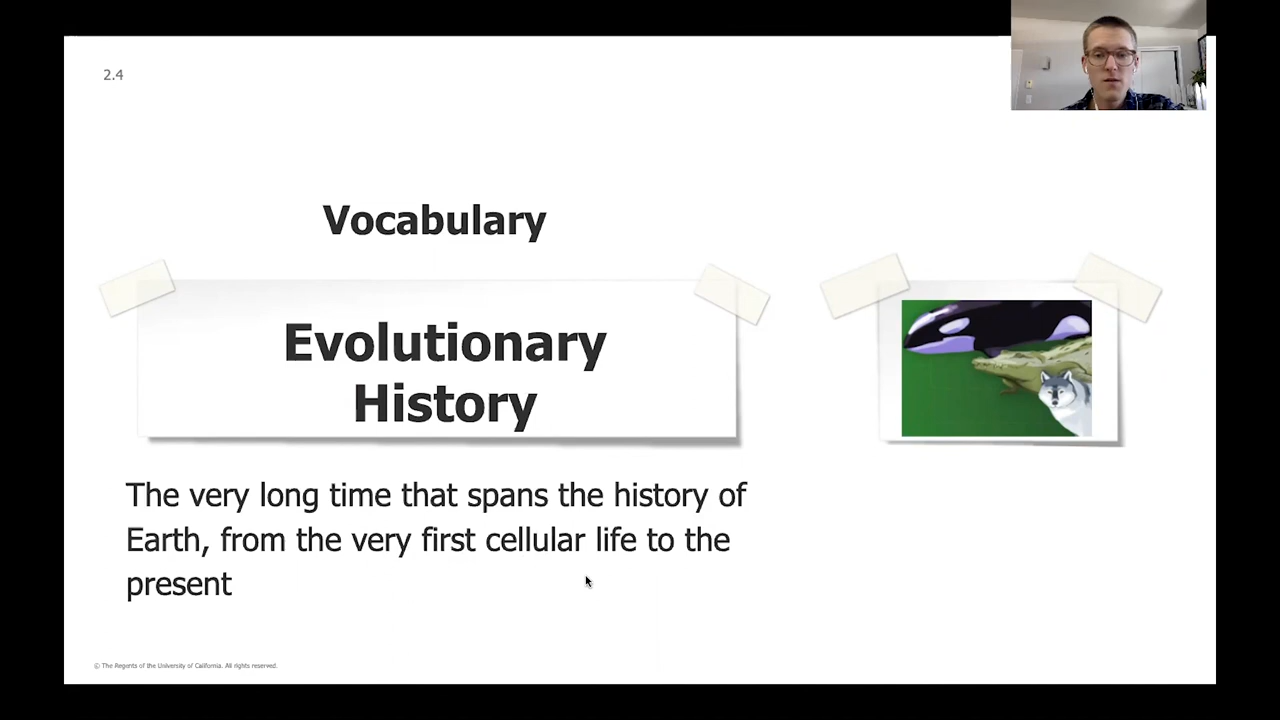 2.4
Vocabulary
Evolutionary
History
The very long time that spans the history of
Earth, from the very first cellular life to the
present
© The Regents of the University of California. All rights reserved.